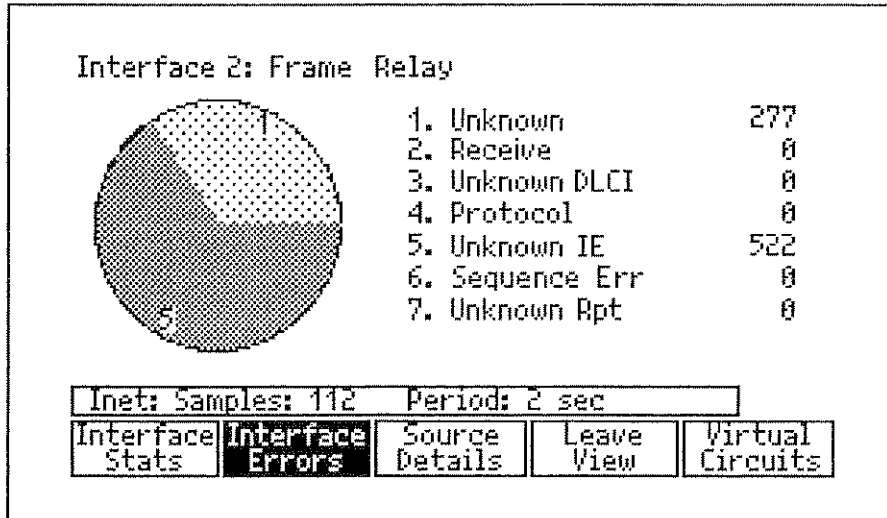 Interface 2: Frame Relay
1
5
1. Unknown 277
2. Receive 0
3. Unknown DLCI 0
4. Protocol 0
5. Unknown IE 522
6. Sequence Err 0
7. Unknown Rpt 0
Inet: Samples: 112 Period: 2 sec
Interface Stats
Interface Errors
Source Details
Leave View
Virtual Circuits